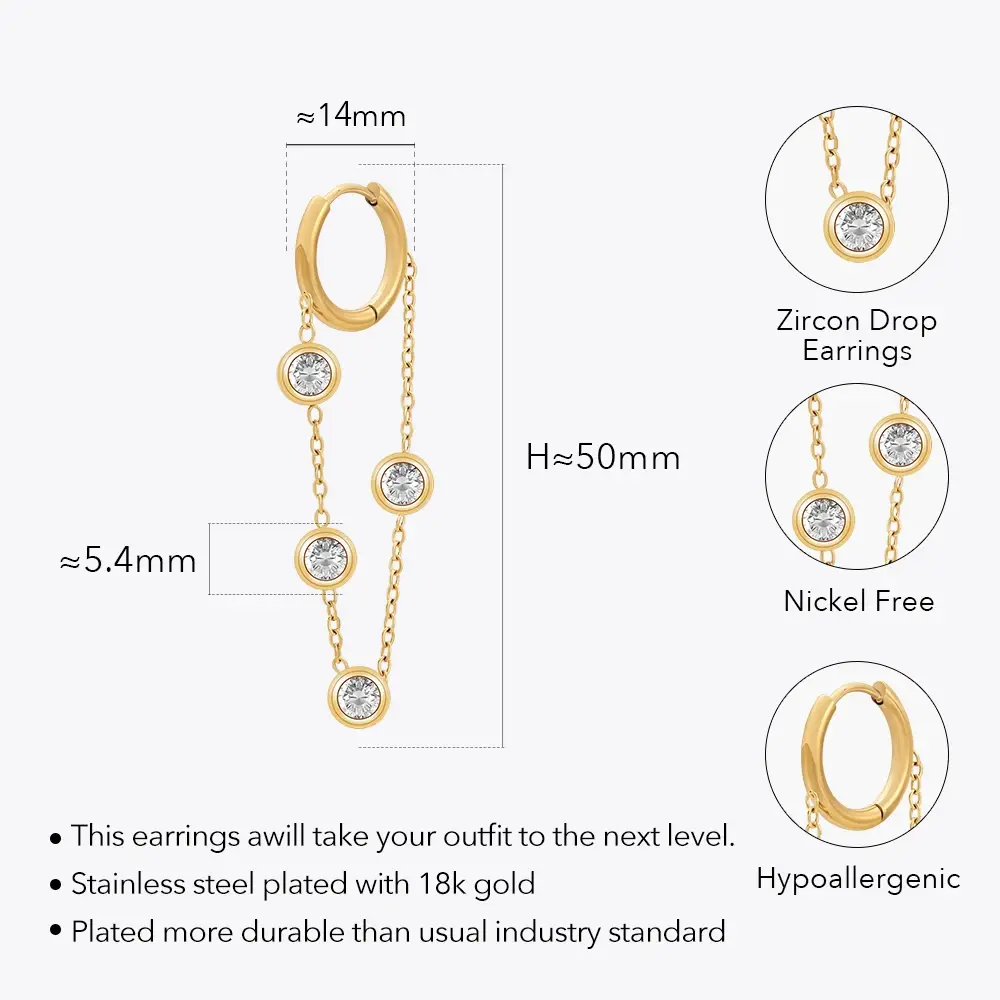 ≈14mm
H≈50mm
≈5.4mm
Zircon Drop
Earrings
Nickel Free
Hypoallergenic
• This earrings awill take your outfit to the next level.
• Stainless steel plated with 18k gold
• Plated more durable than usual industry standard